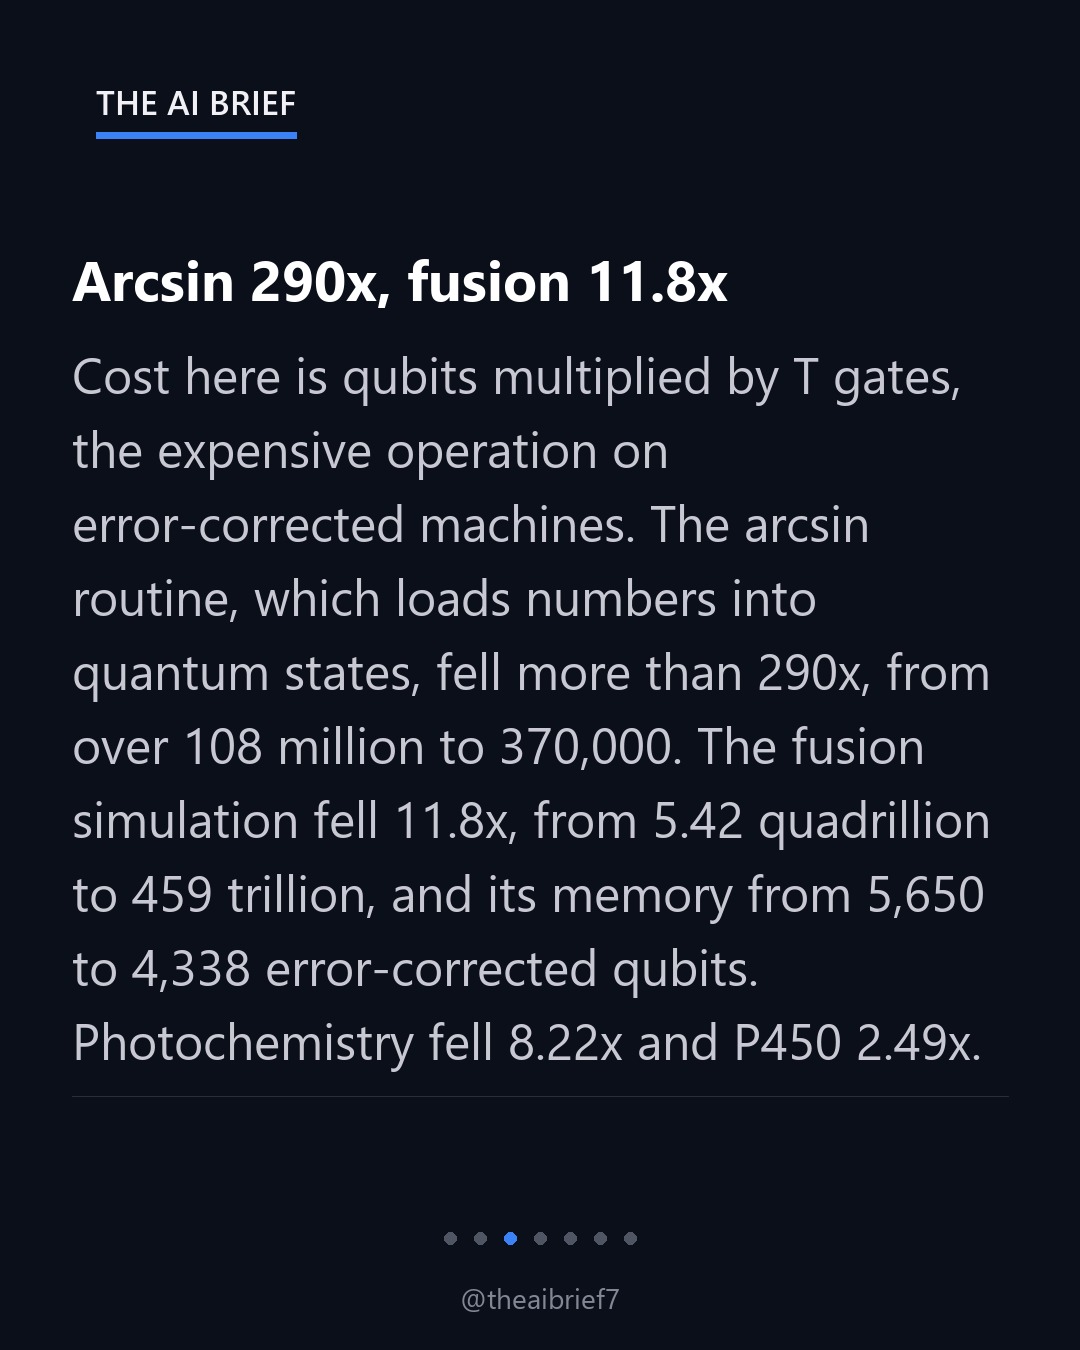 THE AI BRIEF
Arcsin 290x, fusion 11.8x
Cost here is qubits multiplied by T gates,
the expensive operation on
error-corrected machines. The arcsin
routine, which loads numbers into
quantum states, fell more than 290x, from
over 108 million to 370,000. The fusion
simulation fell 11.8x, from 5.42 quadrillion
to 459 trillion, and its memory from 5,650
to 4,338 error-corrected qubits.
Photochemistry fell 8.22x and P450 2.49x.
@theaibrief7